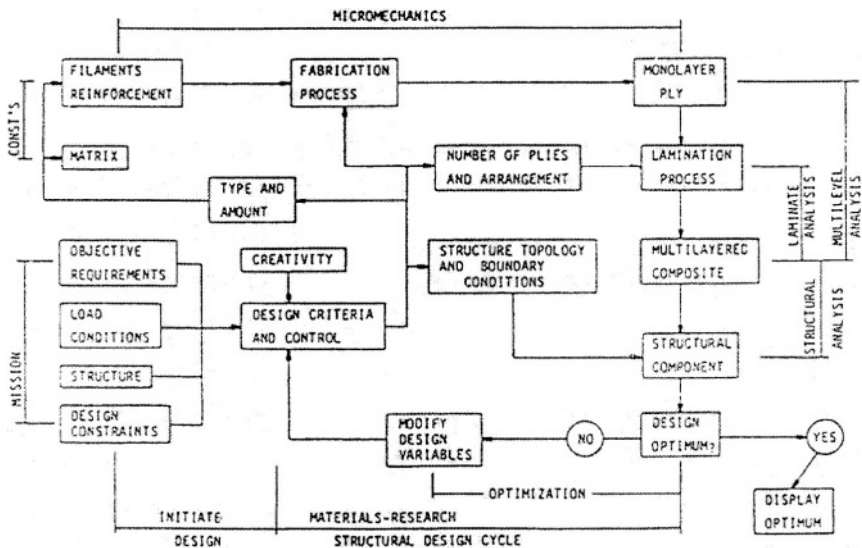 MICROMECHANICS
FILAMENTS
REINFORCEMENT
FABRICATION
PROCESS
MONOLAYER
PLY
CONST'S
MATRIX
NUMBER OF PLIES
AND ARRANGEMENT
LAMINATION
PROCESS
TYPE AND
AMOUNT
LAMINATE
ANALYSIS
MULTILEVEL
ANALYSIS
OBJECTIVE
REQUIREMENTS
CREATIVITY
STRUCTURE TOPOLOGY
AND BOUNDARY
CONDITIONS
MULTILAYERED
COMPOSITE
LOAD
CONDITIONS
DESIGN CRITERIA
AND CONTROL
STRUCTURAL
ANALYSIS
MISSION
STRUCTURE
STRUCTURAL
COMPONENT
DESIGN
CONSTRAINTS
MODIFY
DESIGN
VARIABLES
NO
DESIGN
OPTIMUM?
YES
OPTIMIZATION
DISPLAY
OPTIMUM
INITIATE
DESIGN
MATERIALS-RESEARCH
STRUCTURAL DESIGN CYCLE